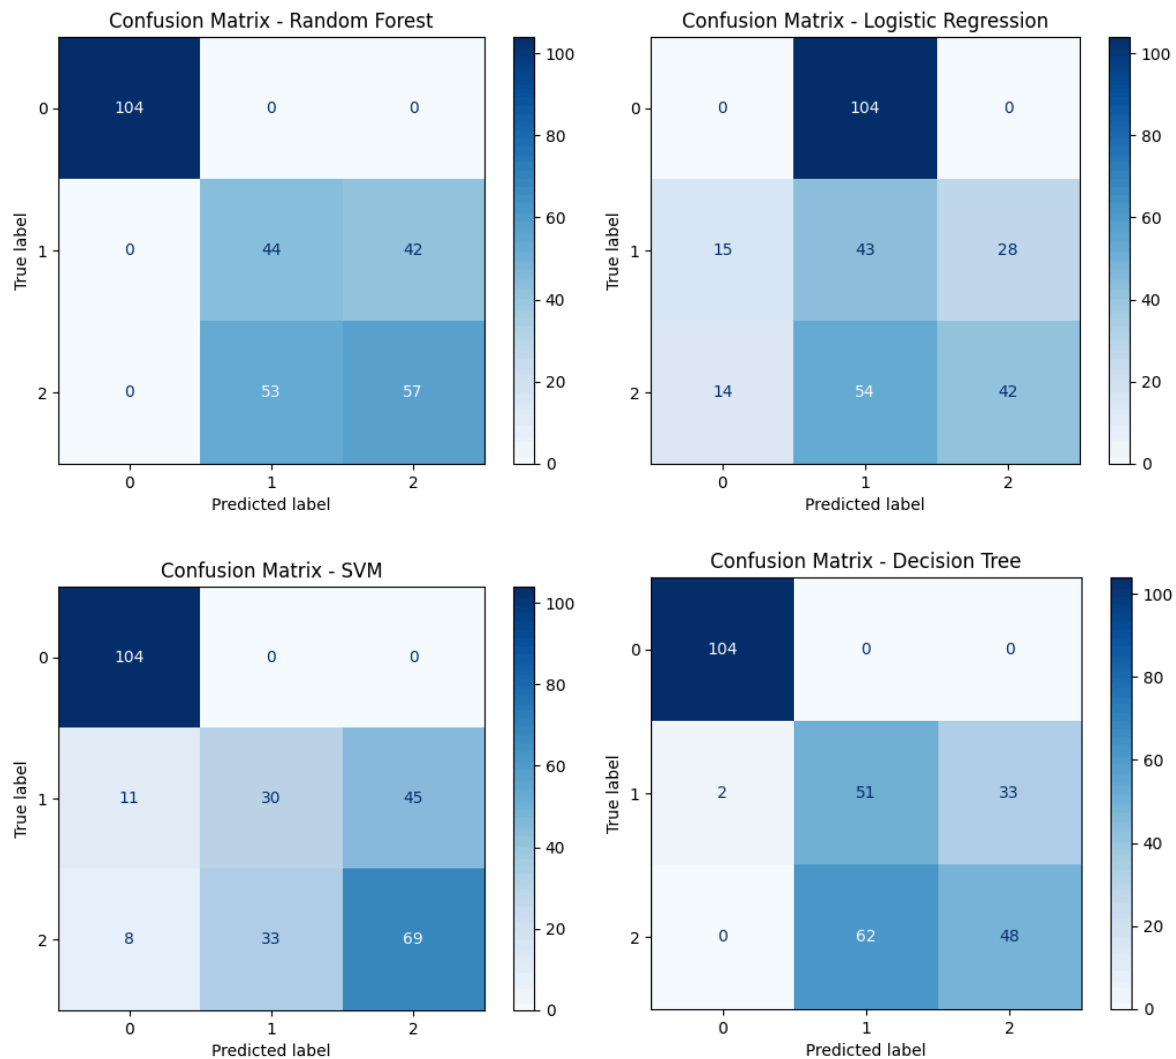 Confusion Matrix - Random Forest
True label
0
1
2
104 0 0
0 44 42
0 53 57
0 1 2
Predicted label
100
80
60
40
20
0
Confusion Matrix - Logistic Regression
True label
0
1
2
0 104 0
15 43 28
14 54 42
0 1 2
Predicted label
100
80
60
40
20
0
Confusion Matrix - SVM
True label
0
1
2
104 0 0
11 30 45
8 33 69
0 1 2
Predicted label
100
80
60
40
20
0
Confusion Matrix - Decision Tree
True label
0
1
2
104 0 0
2 51 33
0 62 48
0 1 2
Predicted label
100
80
60
40
20
0